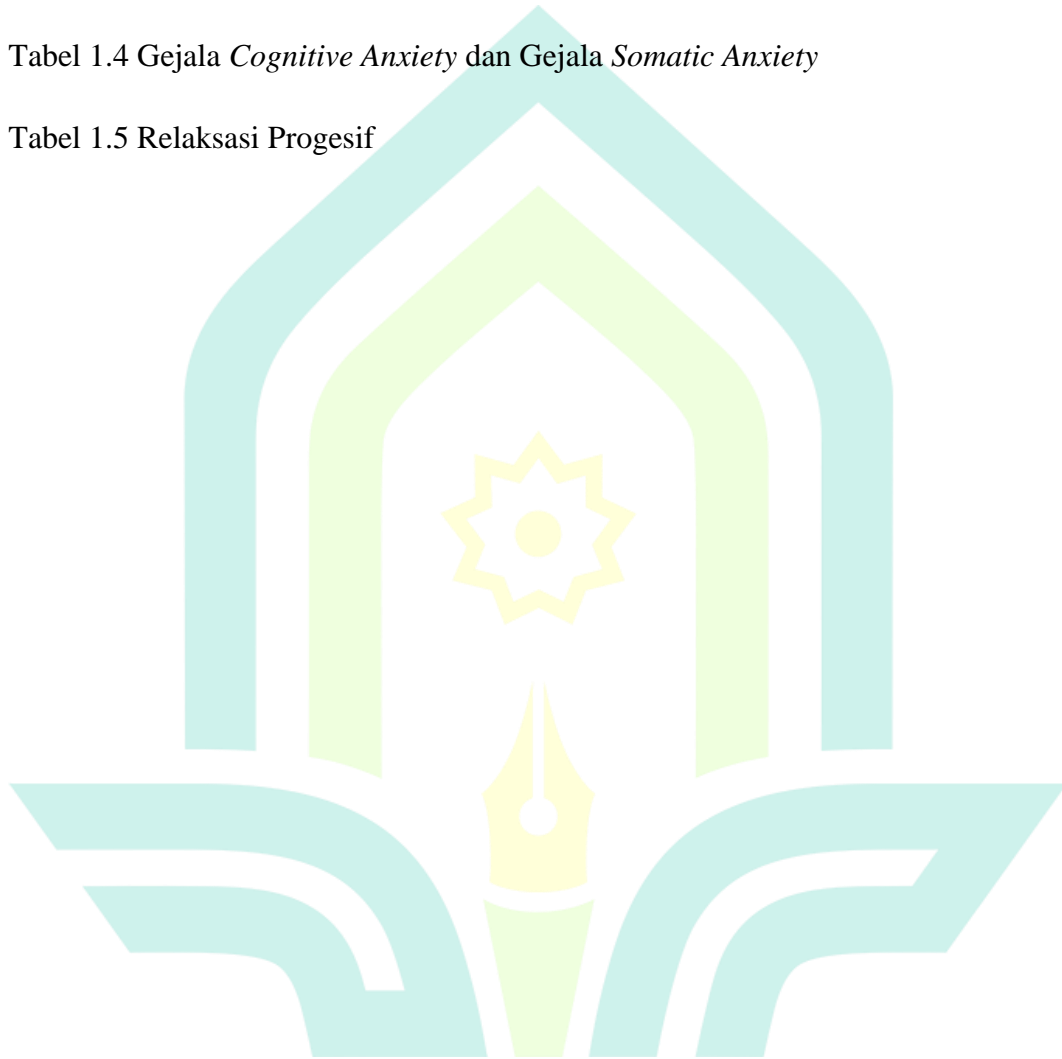 Tabel 1.4 Gejala Cognitive Anxiety dan Gejala Somatic Anxiety
Tabel 1.5 Relaksasi Progesif